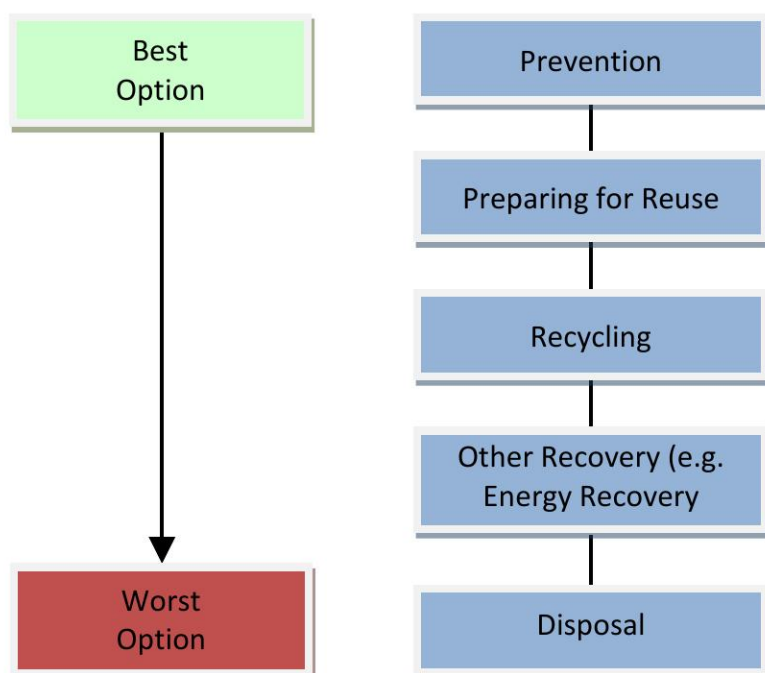 Best
Option
Prevention
Preparing for Reuse
Recycling
Other Recovery (e.g.
Energy Recovery
Worst
Option
Disposal